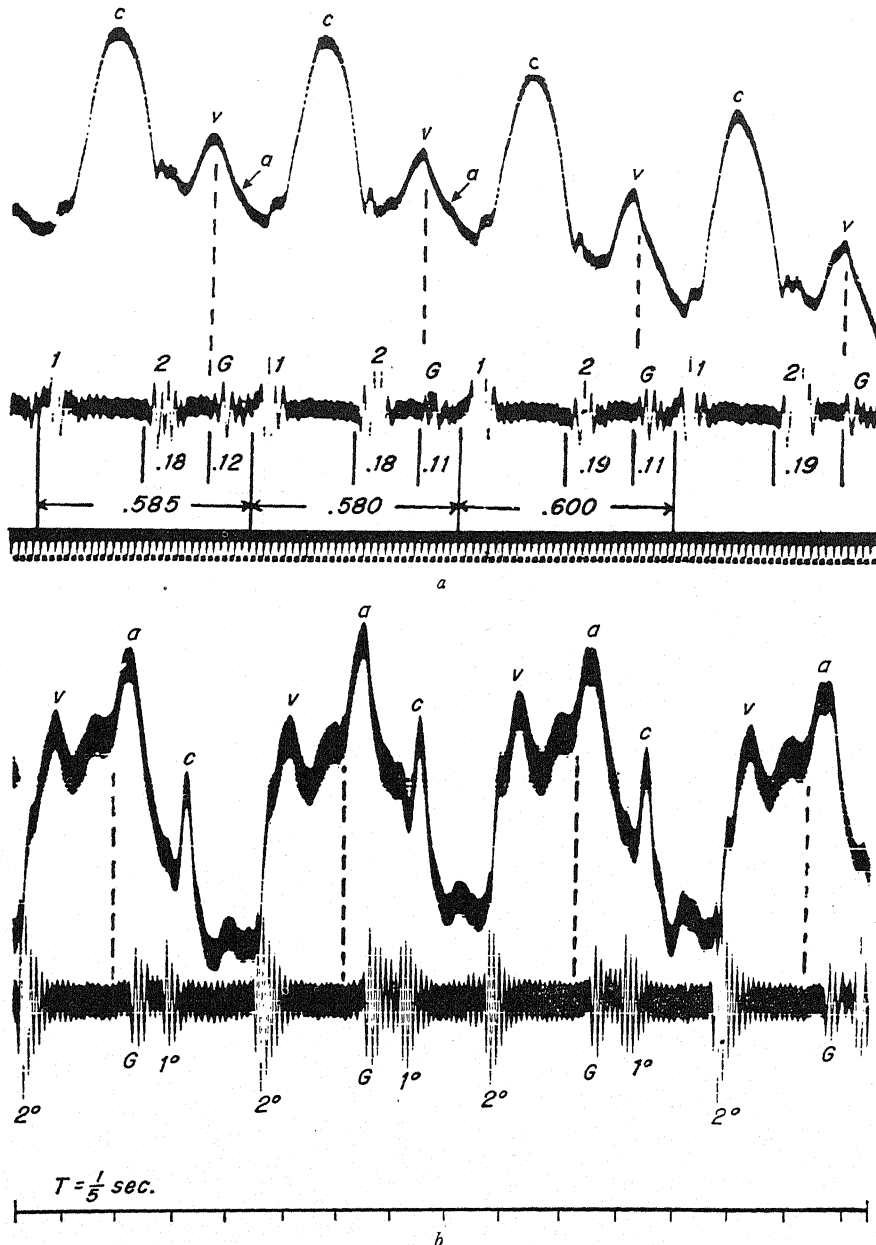 c c c c
v v v v
a a
1 2 G 1 2 G 1 2 G 1 2 G
.18 .12 .18 .11 .19 .11 .19
.585 .580 .600
a
a a a a
v v v v
c c c
G 1° G 1° G 1° G
2° 2° 2° 2°
T = 1/5 sec.
b